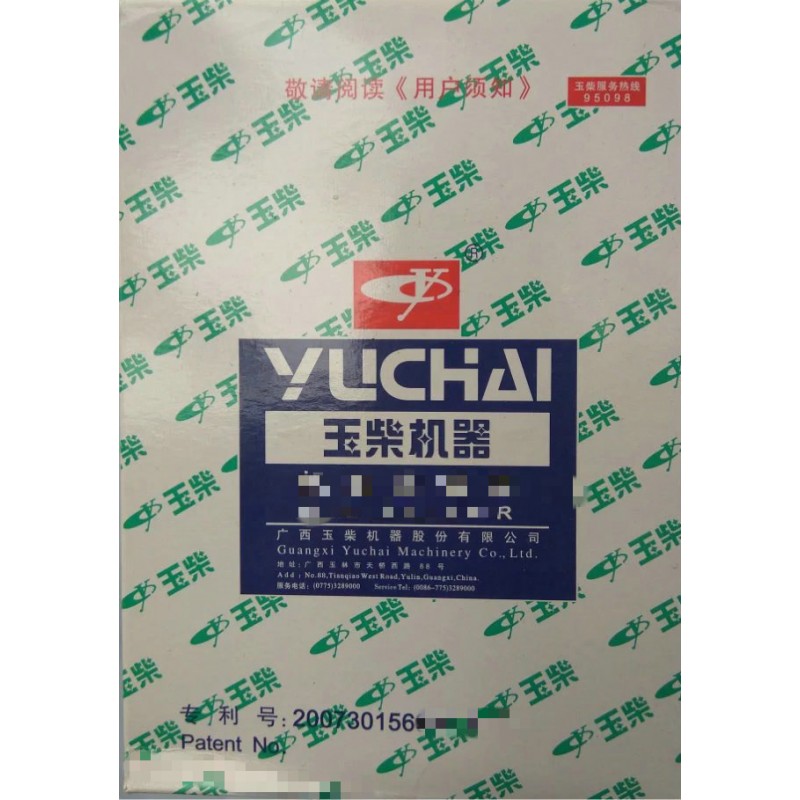 敬请阅读《用户须知》
玉柴服务热线
95098
YUCHAI
玉柴机器
R
广西玉柴机器股份有限公司
Guangxi Yuchai Machinery Co., Ltd.
地址:广西玉林市天桥西路 88 号
Add: No.88,Tianqiao West Road,Yulin,Guangxi,China.
服务电话:(0775)3289000 Service Tel: (0086-775)3289000
专利号:200730156
Patent No.
玉柴